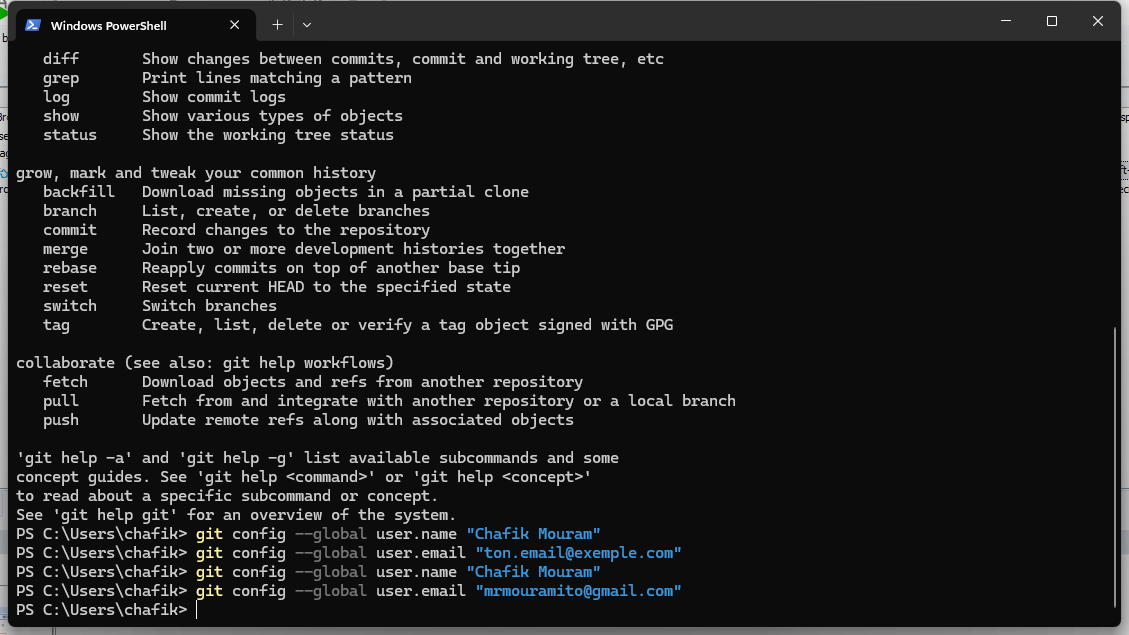 Windows PowerShell
diff       Show changes between commits, commit and working tree, etc
grep       Print lines matching a pattern
log        Show commit logs
show       Show various types of objects
status     Show the working tree status
grow, mark and tweak your common history
backfill   Download missing objects in a partial clone
branch     List, create, or delete branches
commit     Record changes to the repository
merge      Join two or more development histories together
rebase     Reapply commits on top of another base tip
reset      Reset current HEAD to the specified state
switch     Switch branches
tag        Create, list, delete or verify a tag object signed with GPG
collaborate (see also: git help workflows)
fetch      Download objects and refs from another repository
pull       Fetch from and integrate with another repository or a local branch
push       Update remote refs along with associated objects
'git help -a' and 'git help -g' list available subcommands and some
concept guides. See 'git help <command>' or 'git help <concept>'
to read about a specific subcommand or concept.
See 'git help git' for an overview of the system.
PS C:\Users\chafik> git config --global user.name "Chafik Mouram"
PS C:\Users\chafik> git config --global user.email "ton.email@exemple.com"
PS C:\Users\chafik> git config --global user.name "Chafik Mouram"
PS C:\Users\chafik> git config --global user.email "mrmouramito@gmail.com"
PS C:\Users\chafik>